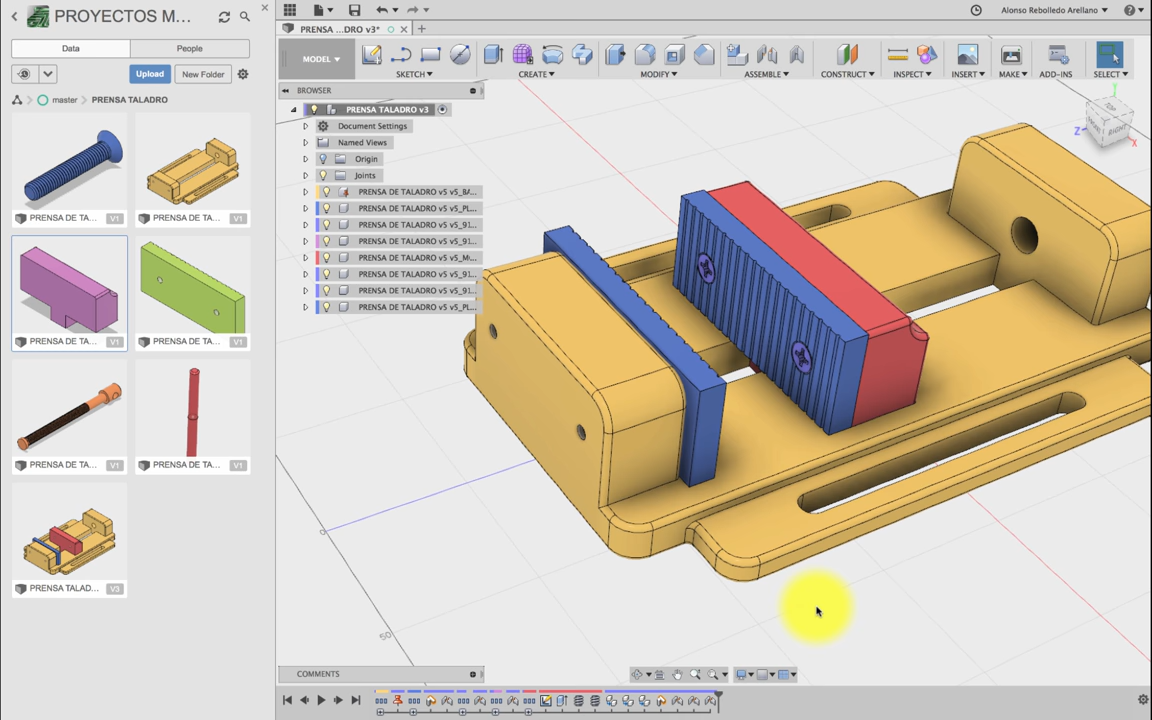 PROYECTOS M...
Alonso Rebolledo Arellano
Data
People
PRENSA ...DRO v3*
Upload
New Folder
MODEL
SKETCH
CREATE
MODIFY
ASSEMBLE
CONSTRUCT
INSPECT
INSERT
MAKE
ADD-INS
SELECT
master
PRENSA TALADRO
BROWSER
PRENSA TALADRO v3
Document Settings
Named Views
Origin
Joints
PRENSA DE TALADRO v5 v5_BA...
PRENSA DE TALADRO v5 v5_PL...
PRENSA DE TALADRO v5 v5_91...
PRENSA DE TALADRO v5 v5_91...
PRENSA DE TALADRO v5 v5_M...
PRENSA DE TALADRO v5 v5_91...
PRENSA DE TALADRO v5 v5_91...
PRENSA DE TALADRO v5 v5_PL...
PRENSA DE TA... V1
PRENSA DE TA... V1
PRENSA DE TA... V1
PRENSA DE TA... V1
PRENSA DE TA... V1
PRENSA DE TA... V1
PRENSA TALAD... V3
Y
Z
X
RIGHT
0
50
COMMENTS